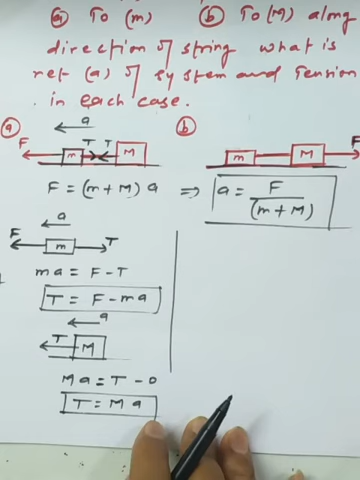 ⓐ To (m) ⓑ To (M) along
direction of string what is
net (a) of system and Tension
in each case.
ⓐ a ⓑ
F m T T M m M F
F = (m+M) a ⇒ a = F/(m+M)
a
F m T
ma = F - T
T = F - ma
a
T M
Ma = T - 0
T = Ma